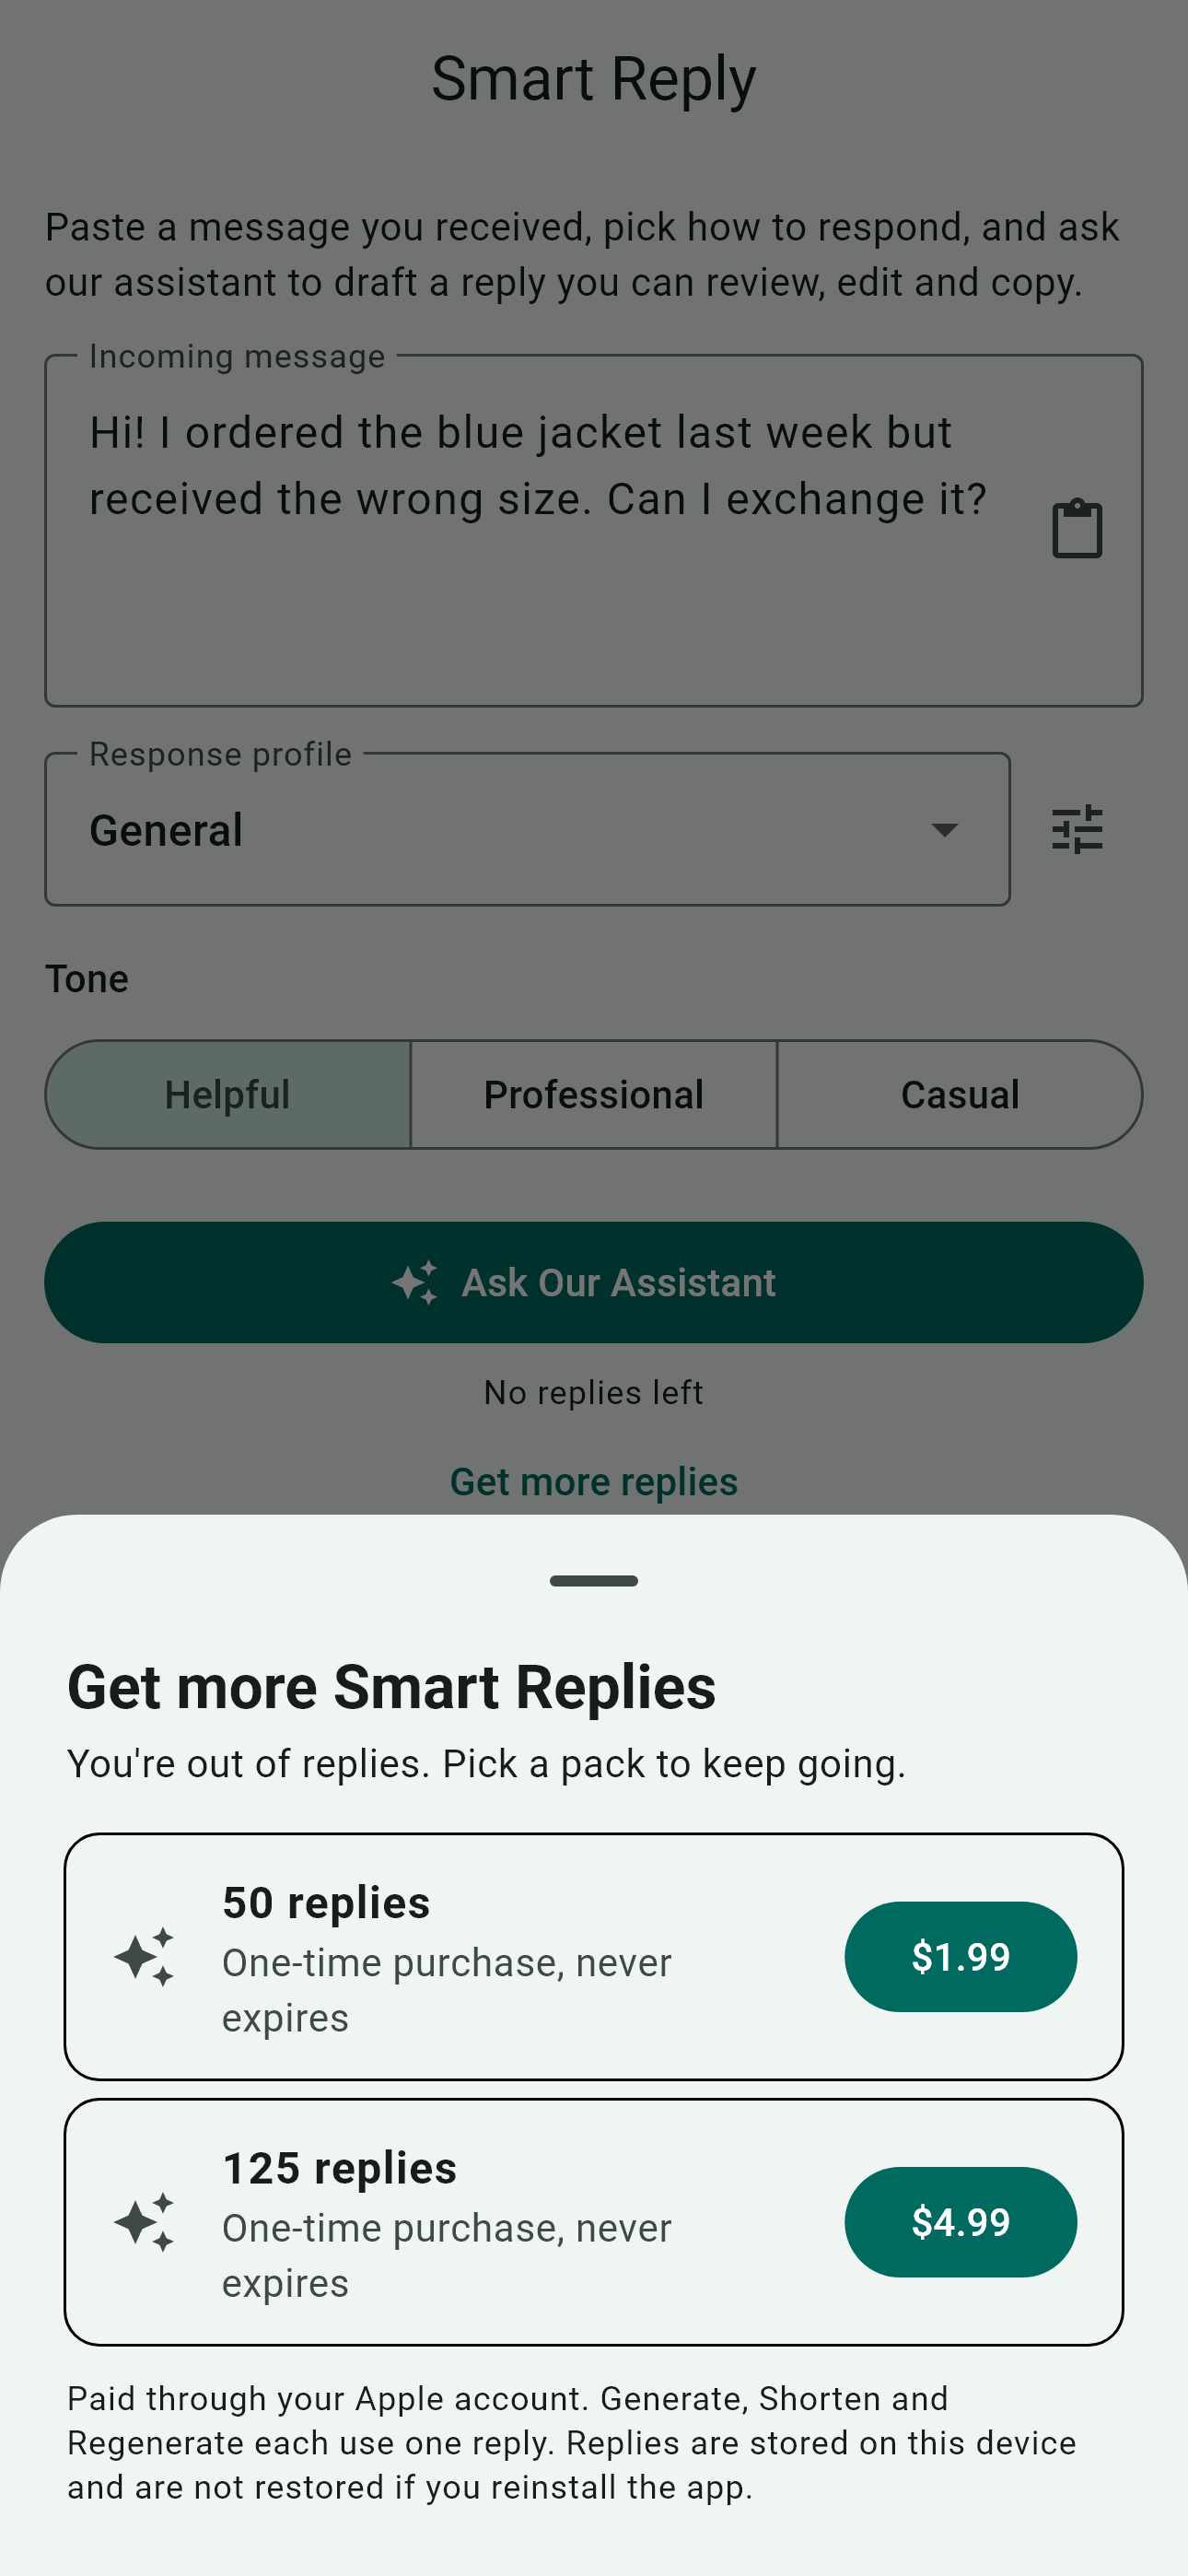 Smart Reply
Paste a message you received, pick how to respond, and ask
our assistant to draft a reply you can review, edit and copy.
Incoming message
Hi! I ordered the blue jacket last week but
received the wrong size. Can I exchange it?
Response profile
General
Tone
Helpful
Professional
Casual
Ask Our Assistant
No replies left
Get more replies
Get more Smart Replies
You're out of replies. Pick a pack to keep going.
50 replies
One-time purchase, never
expires
$1.99
125 replies
One-time purchase, never
expires
$4.99
Paid through your Apple account. Generate, Shorten and
Regenerate each use one reply. Replies are stored on this device
and are not restored if you reinstall the app.